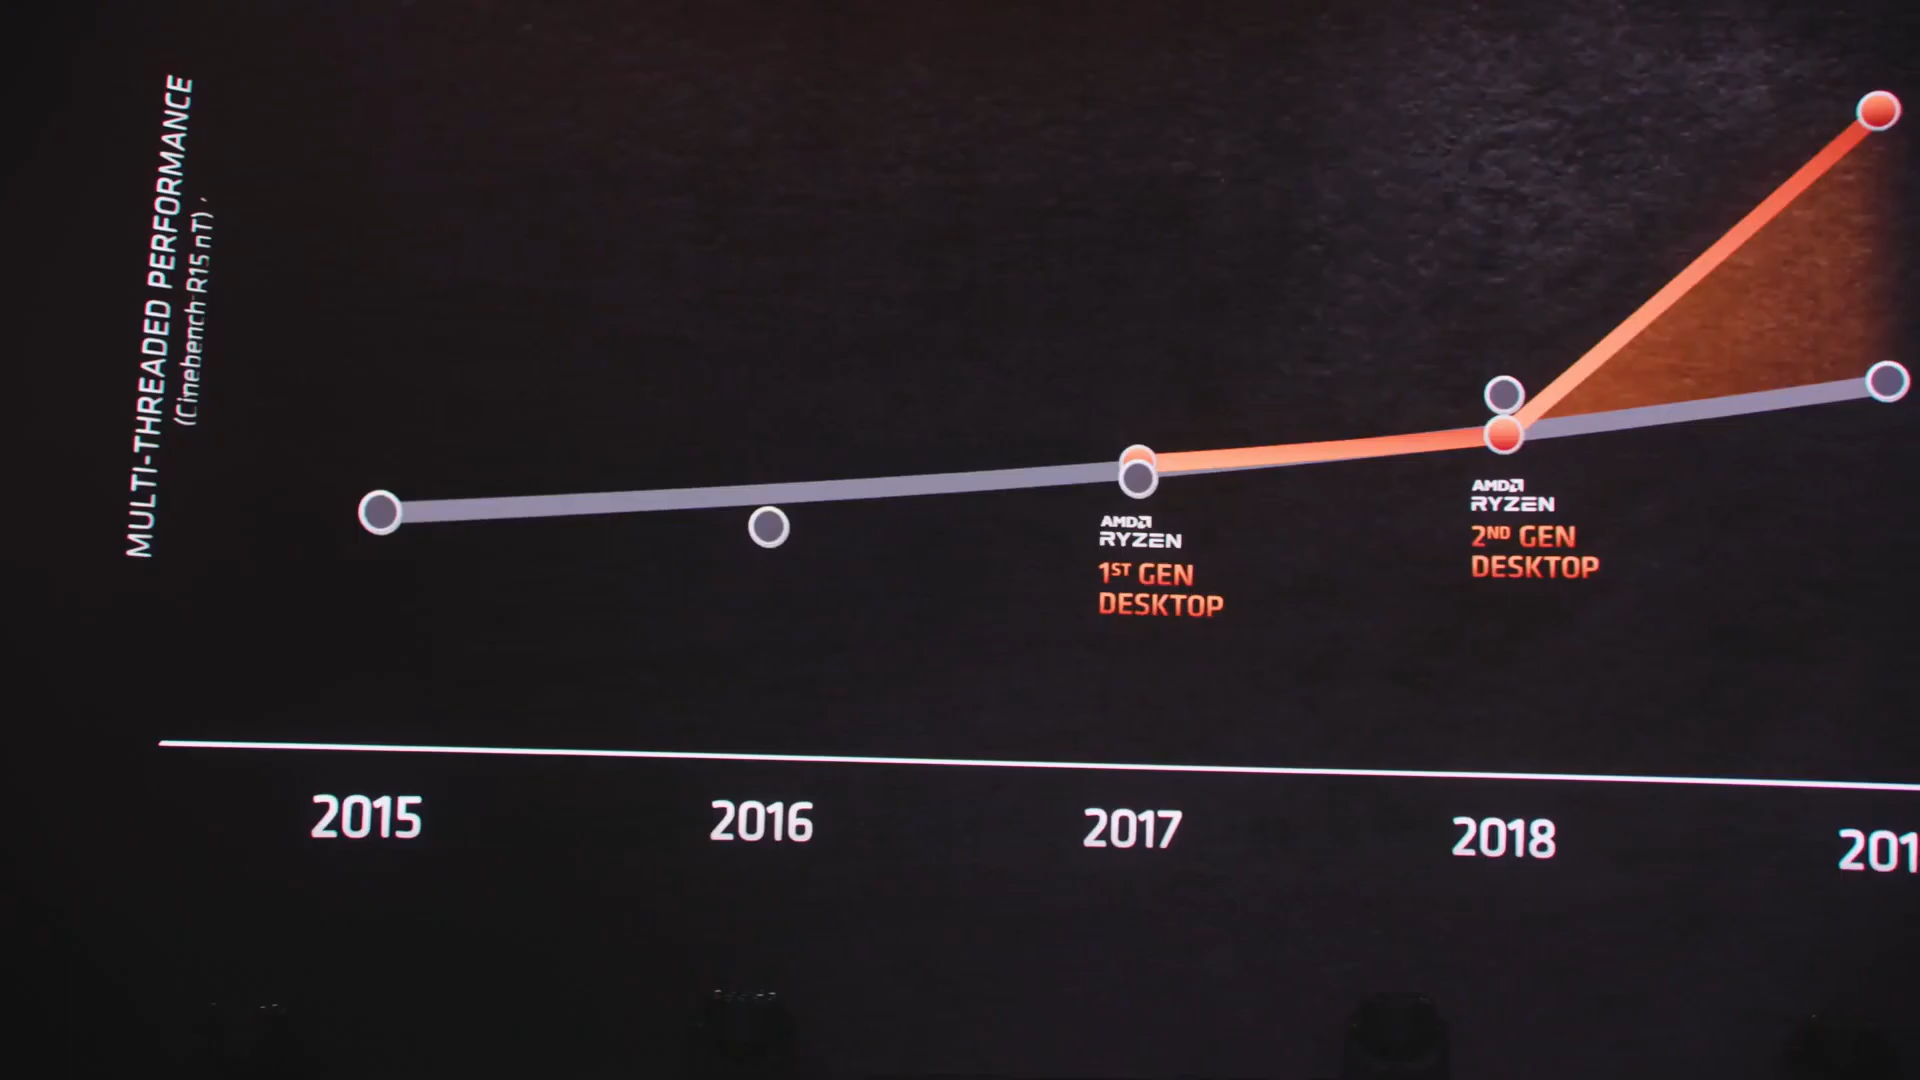 MULTI-THREADED PERFORMANCE
(Cinebench R15 nT)
AMD
RYZEN
1ST GEN
DESKTOP
AMD
RYZEN
2ND GEN
DESKTOP
2015
2016
2017
2018
201